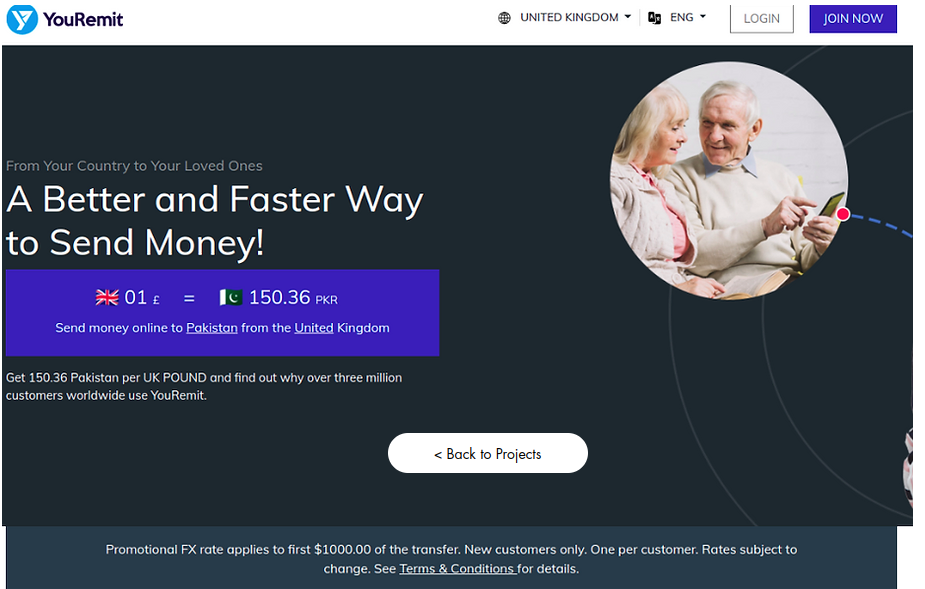 YouRemit
UNITED KINGDOM
ENG
LOGIN
JOIN NOW
From Your Country to Your Loved Ones
A Better and Faster Way
to Send Money!
01 £ = 150.36 PKR
Send money online to Pakistan from the United Kingdom
Get 150.36 Pakistan per UK POUND and find out why over three million
customers worldwide use YouRemit.
< Back to Projects
Promotional FX rate applies to first $1000.00 of the transfer. New customers only. One per customer. Rates subject to
change. See Terms & Conditions for details.